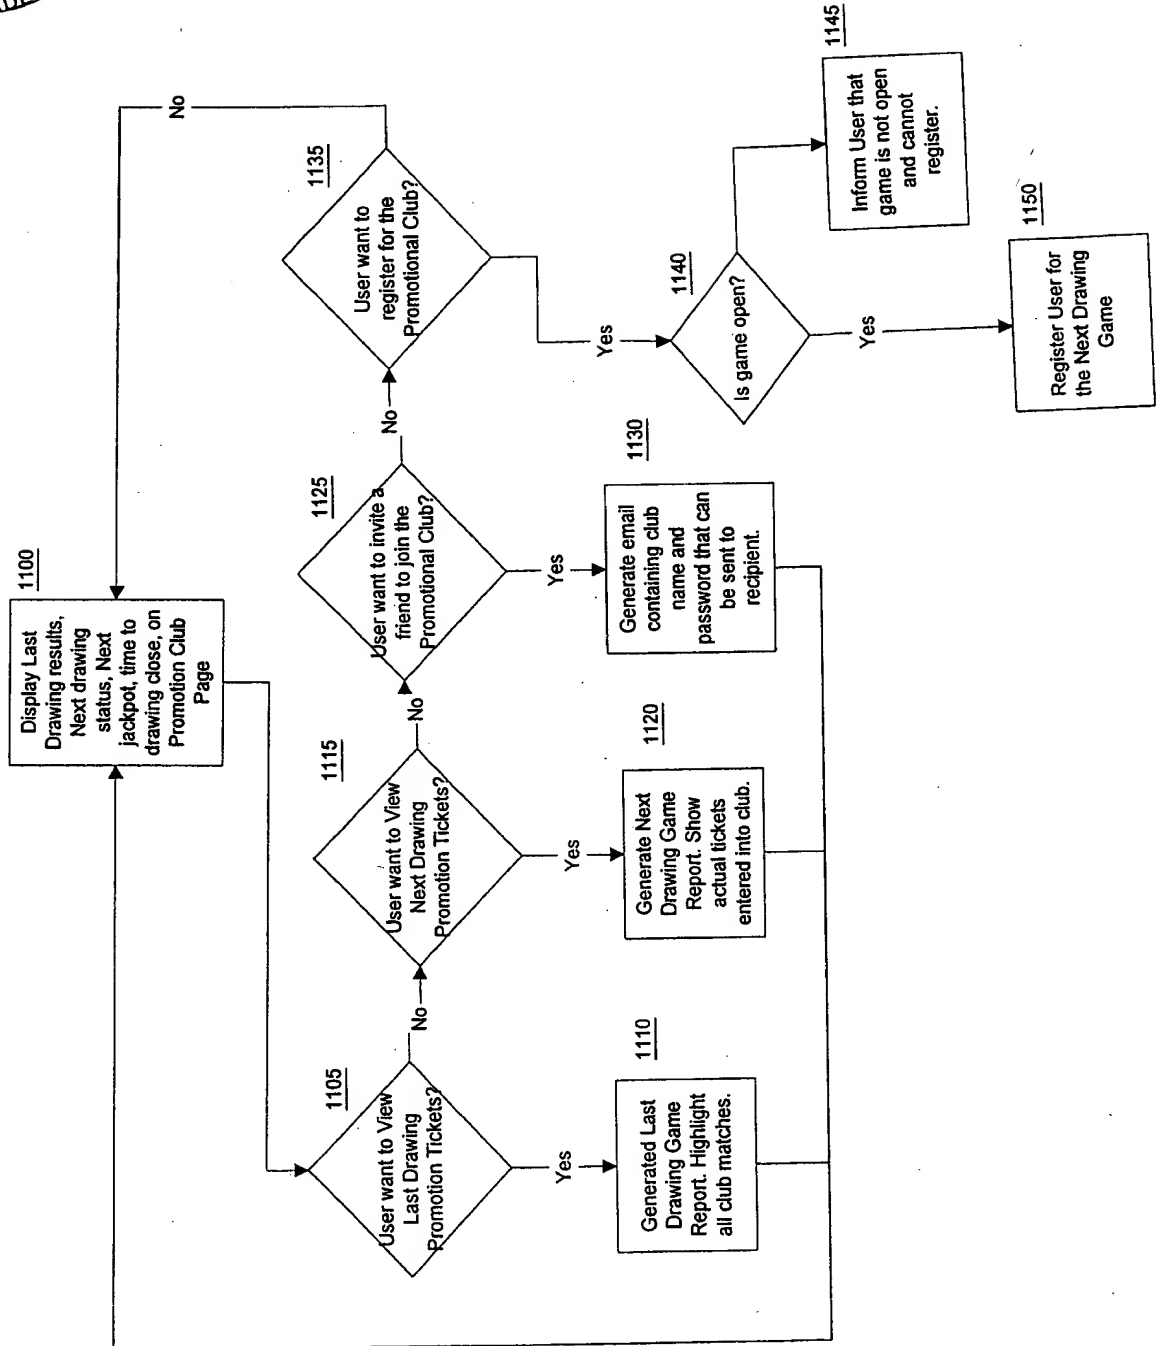 1100
Display Last
Drawing results,
Next drawing
status, Next
jackpot, time to
drawing close, on
Promotion Club
Page
No
1105
User want to View
Last Drawing
Promotion Tickets?
No
Yes
1110
Generated Last
Drawing Game
Report. Highlight
all club matches.
1115
User want to View
Next Drawing
Promotion Tickets?
No
Yes
1120
Generate Next
Drawing Game
Report. Show
actual tickets
entered into club.
1125
User want to invite a
friend to join the
Promotional Club?
No
Yes
1130
Generate email
containing club
name and
password that can
be sent to
recipient.
1135
User want to
register for the
Promotional Club?
Yes
1140
Is game open?
Yes
1145
Inform User that
game is not open
and cannot
register.
1150
Register User for
the Next Drawing
Game